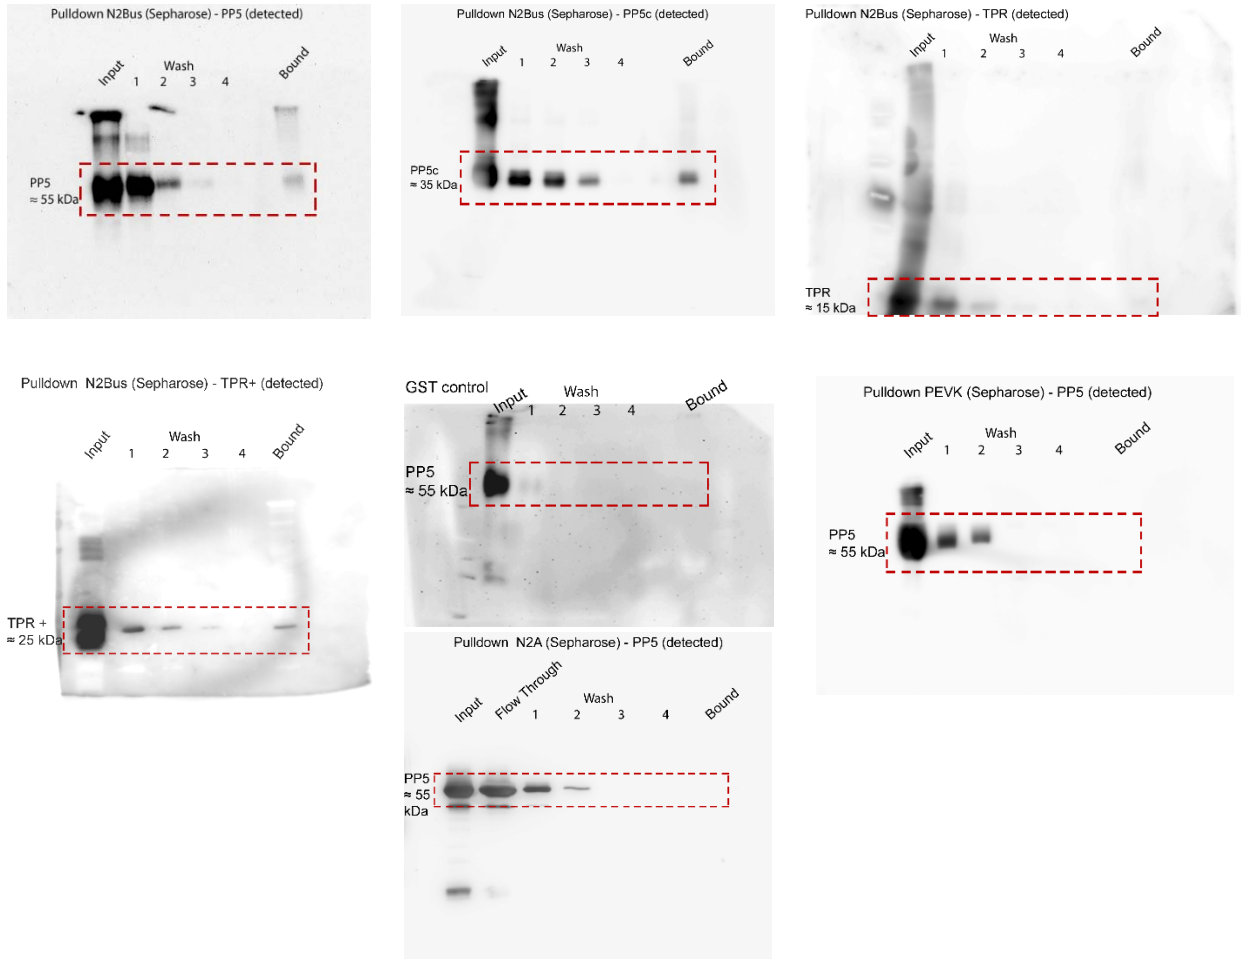 Pulldown N2Bus (Sepharose) - PP5 (detected)
Input
Wash
1 2 3 4
Bound
PP5
≈ 55 kDa
Pulldown N2Bus (Sepharose) - PP5c (detected)
Input
Wash
1 2 3 4
Bound
PP5c
≈ 35 kDa
Pulldown N2Bus (Sepharose) - TPR (detected)
Input
Wash
1 2 3 4
Bound
TPR
≈ 15 kDa
Pulldown N2Bus (Sepharose) - TPR+ (detected)
Input
Wash
1 2 3 4
Bound
TPR +
≈ 25 kDa
GST control
Input
Wash
1 2 3 4
Bound
PP5
≈ 55 kDa
Pulldown PEVK (Sepharose) - PP5 (detected)
Input
Wash
1 2 3 4
Bound
PP5
≈ 55 kDa
Pulldown N2A (Sepharose) - PP5 (detected)
Input
Flow Through
Wash
1 2 3 4
Bound
PP5
≈ 55
kDa